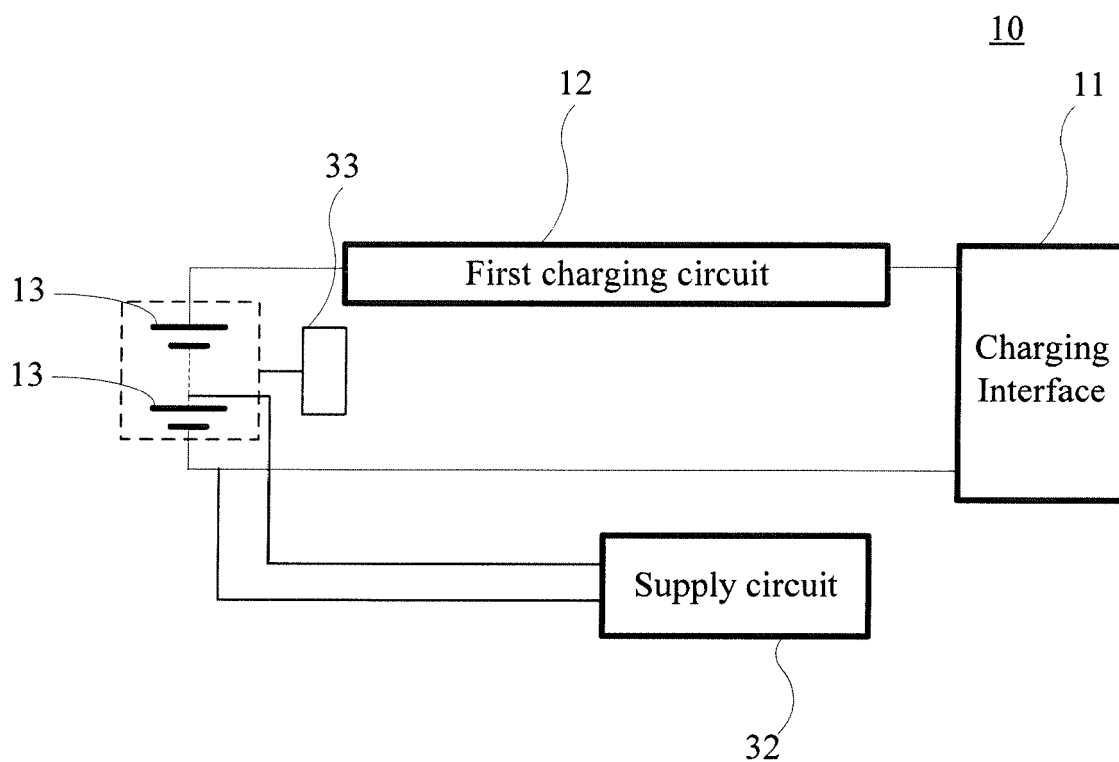 10
12
11
33
First charging circuit
13
13
Charging
Interface
Supply circuit
32